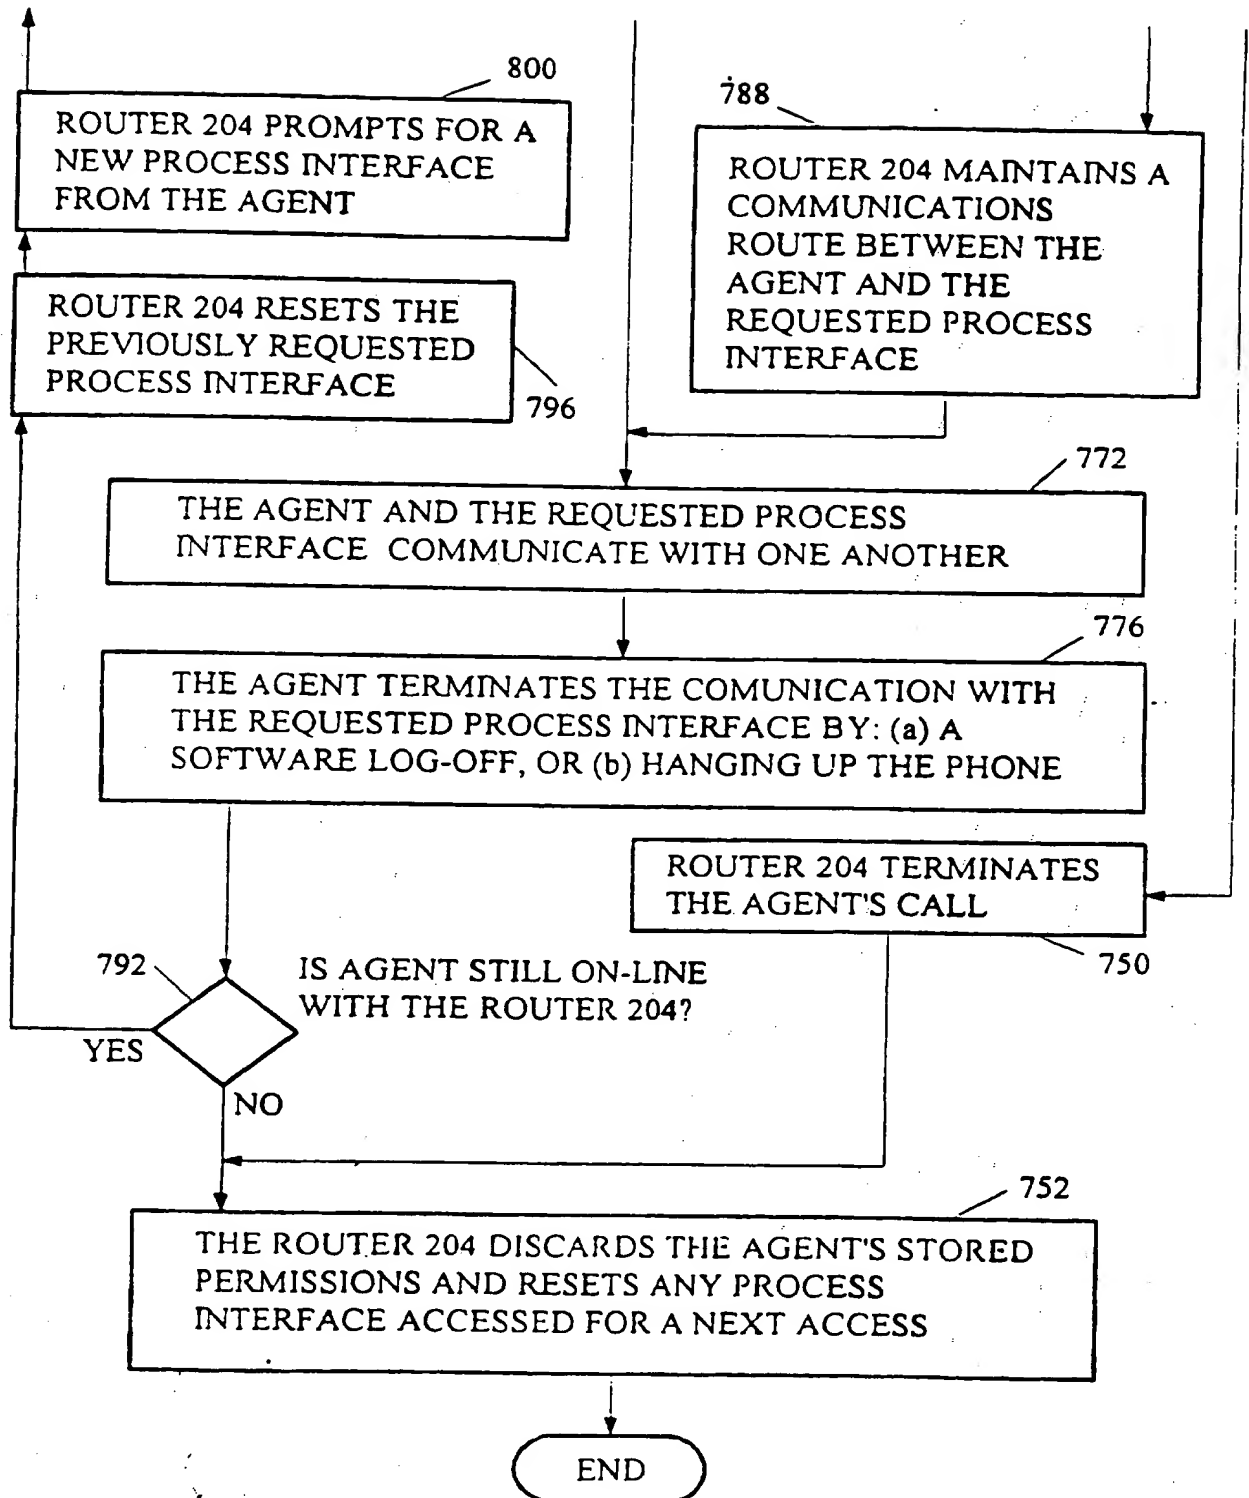 800
ROUTER 204 PROMPTS FOR A
NEW PROCESS INTERFACE
FROM THE AGENT
788
ROUTER 204 MAINTAINS A
COMMUNICATIONS
ROUTE BETWEEN THE
AGENT AND THE
REQUESTED PROCESS
INTERFACE
ROUTER 204 RESETS THE
PREVIOUSLY REQUESTED
PROCESS INTERFACE
796
772
THE AGENT AND THE REQUESTED PROCESS
INTERFACE COMMUNICATE WITH ONE ANOTHER
776
THE AGENT TERMINATES THE COMUNICATION WITH
THE REQUESTED PROCESS INTERFACE BY: (a) A
SOFTWARE LOG-OFF, OR (b) HANGING UP THE PHONE
ROUTER 204 TERMINATES
THE AGENT'S CALL
750
792
IS AGENT STILL ON-LINE
WITH THE ROUTER 204?
YES
NO
752
THE ROUTER 204 DISCARDS THE AGENT'S STORED
PERMISSIONS AND RESETS ANY PROCESS
INTERFACE ACCESSED FOR A NEXT ACCESS
END